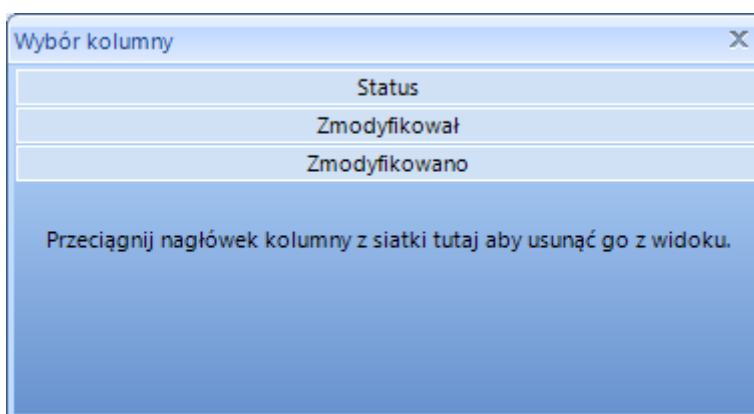 Wybór kolumny
Status
Zmodyfikował
Zmodyfikowano
Przeciągnij nagłówek kolumny z siatki tutaj aby usunąć go z widoku.